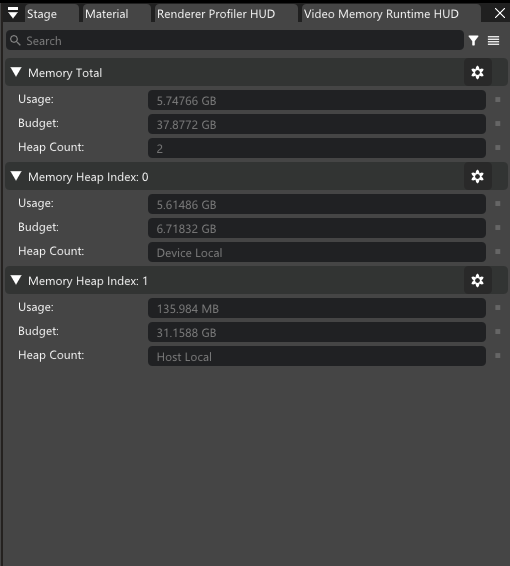 Stage Material Renderer Profiler HUD Video Memory Runtime HUD
Search
Memory Total
Usage: 5.74766 GB
Budget: 37.8772 GB
Heap Count: 2
Memory Heap Index: 0
Usage: 5.61486 GB
Budget: 6.71832 GB
Heap Count: Device Local
Memory Heap Index: 1
Usage: 135.984 MB
Budget: 31.1588 GB
Heap Count: Host Local